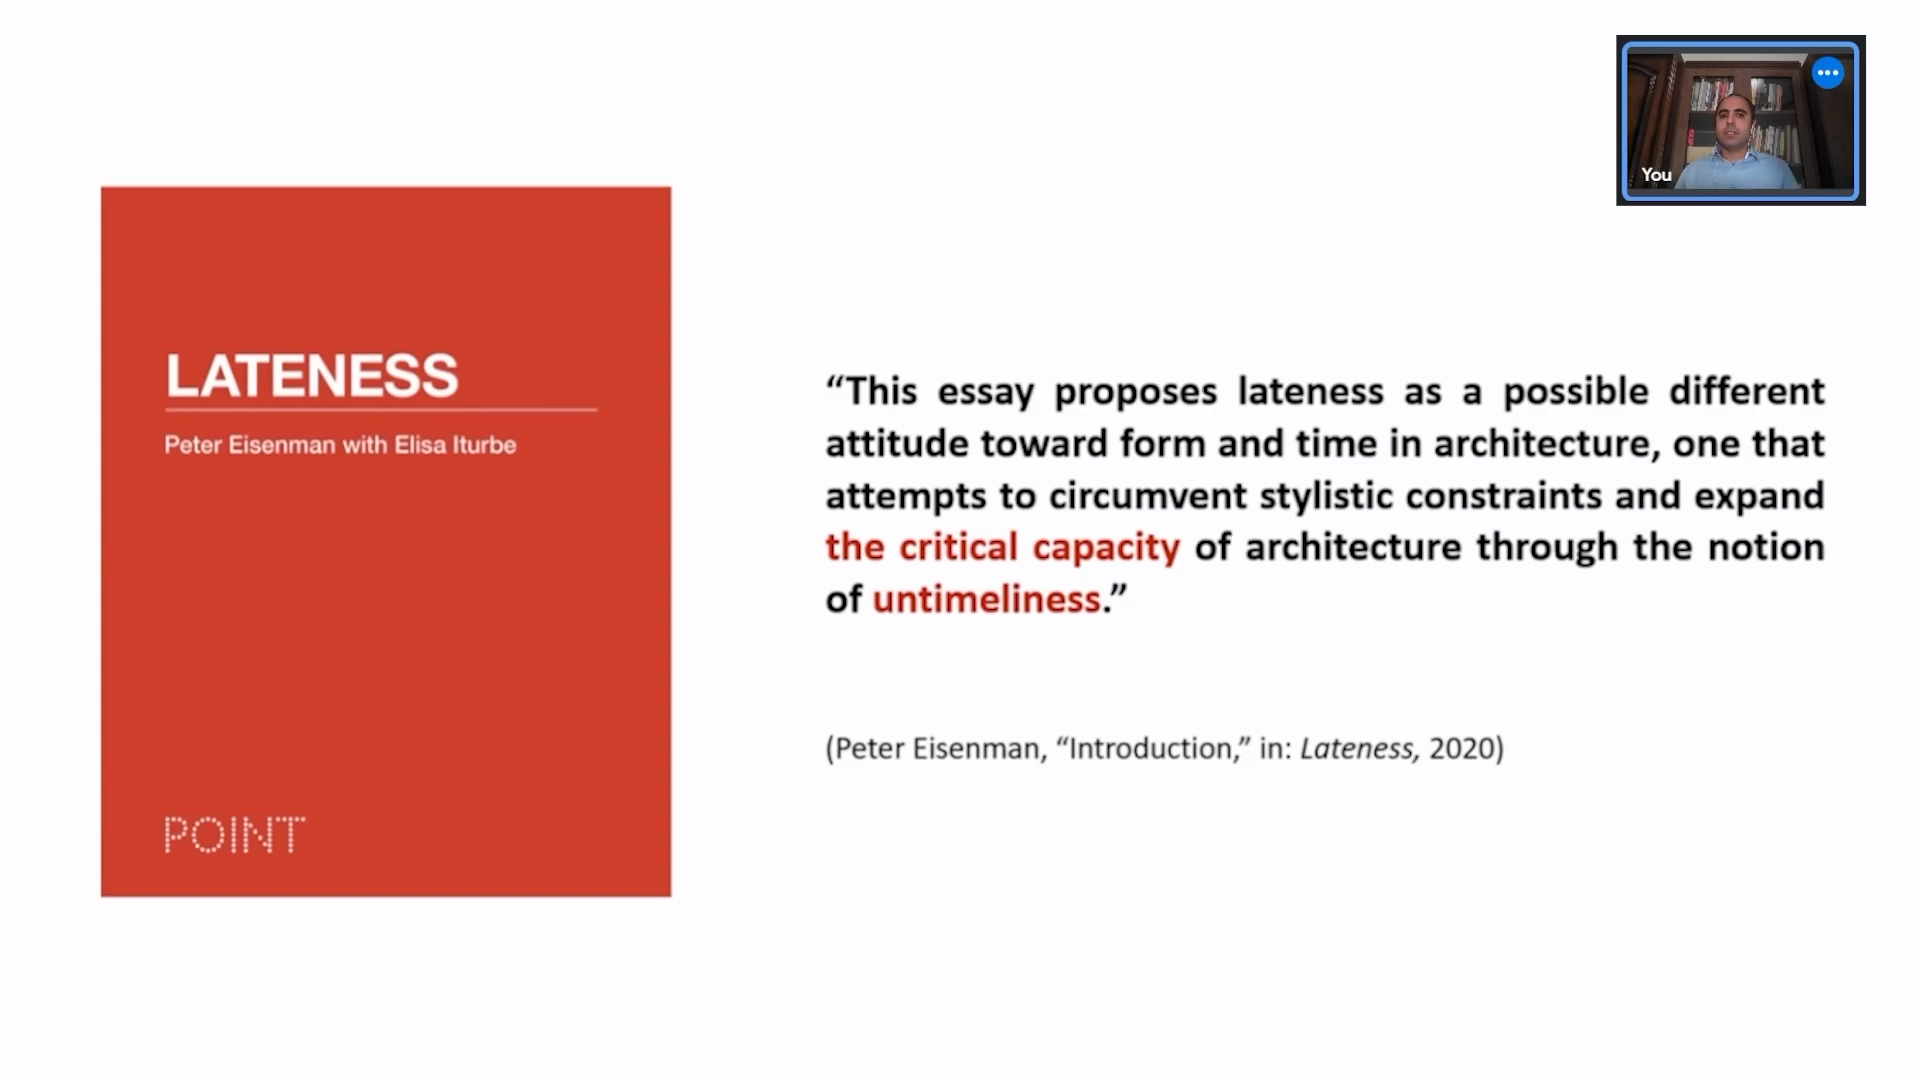 You
LATENESS
Peter Eisenman with Elisa Iturbe
POINT
“This essay proposes lateness as a possible different
attitude toward form and time in architecture, one that
attempts to circumvent stylistic constraints and expand
the critical capacity of architecture through the notion
of untimeliness.”
(Peter Eisenman, “Introduction,” in: Lateness, 2020)